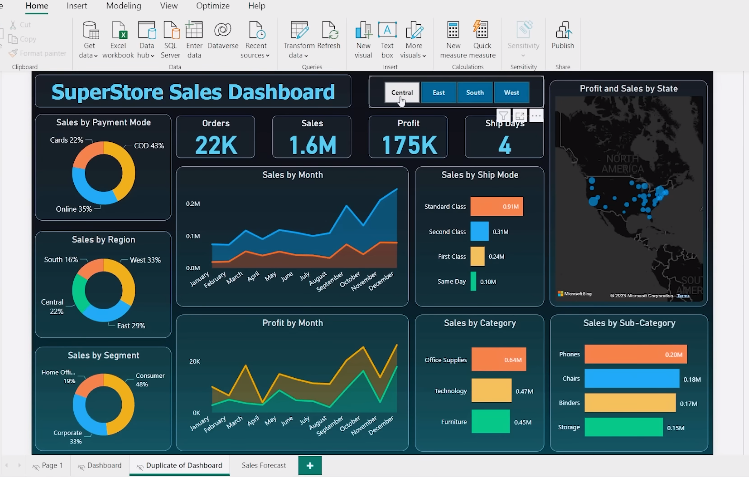 Home Insert Modeling View Optimize Help
Cut
Copy
Format painter
Clipboard
Get data
Excel workbook
Data hub
SQL Server
Enter data
Dataverse
Recent sources
Data
Transform data
Refresh
Queries
New visual
Text box
More visuals
Insert
New measure
Quick measure
Calculations
Sensitivity
Sensitivity
Publish
Share
SuperStore Sales Dashboard
Central East South West
Orders
22K
Sales
1.6M
Profit
175K
Ship Days
4
Sales by Payment Mode
Cards 22%
COD 43%
Online 35%
Sales by Region
South 16%
West 33%
Central
22%
East 29%
Sales by Segment
Home Offi...
19%
Consumer
48%
Corporate
33%
Sales by Month
0.2M
0.1M
0.0M
January February March April May June July August September October November December
Profit by Month
20K
0K
January February March April May June July August September October November December
Sales by Ship Mode
Standard Class 0.91M
Second Class 0.31M
First Class 0.24M
Same Day 0.10M
Sales by Category
Office Supplies 0.64M
Technology 0.47M
Furniture 0.45M
Profit and Sales by State
NORTH
AMERICA
SOU
AMER
Microsoft Bing
© 2023 Microsoft Corporation Terms
Sales by Sub-Category
Phones 0.20M
Chairs 0.18M
Binders 0.17M
Storage 0.15M
Page 1 Dashboard Duplicate of Dashboard Sales Forecast +